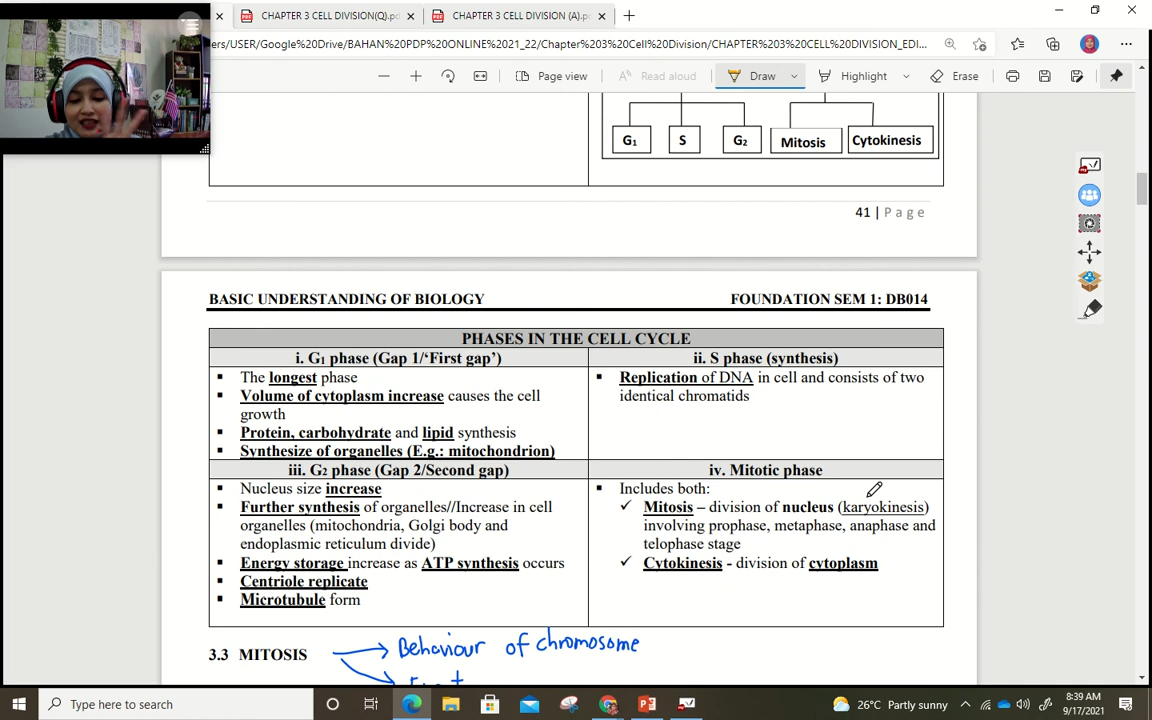 CHAPTER 3 CELL DIVISION(Q).pd
CHAPTER 3 CELL DIVISION (A).p
ers/USER/Google%20Drive/BAHAN%20PDP%20ONLINE%202021_22/Chapter%203%20Cell%20Division/CHAPTER%203%20CELL%20DIVISION_EDI...
Page view
Read aloud
Draw
Highlight
Erase
G1
S
G2
Mitosis
Cytokinesis
41 | Page
BASIC UNDERSTANDING OF BIOLOGY
FOUNDATION SEM 1: DB014
PHASES IN THE CELL CYCLE
i. G1 phase (Gap 1/‘First gap’)
The longest phase
Volume of cytoplasm increase causes the cell
growth
Protein, carbohydrate and lipid synthesis
Synthesize of organelles (E.g.: mitochondrion)
ii. S phase (synthesis)
Replication of DNA in cell and consists of two
identical chromatids
iii. G2 phase (Gap 2/Second gap)
Nucleus size increase
Further synthesis of organelles//Increase in cell
organelles (mitochondria, Golgi body and
endoplasmic reticulum divide)
Energy storage increase as ATP synthesis occurs
Centriole replicate
Microtubule form
iv. Mitotic phase
Includes both:
Mitosis – division of nucleus (karyokinesis)
involving prophase, metaphase, anaphase and
telophase stage
Cytokinesis - division of cytoplasm
3.3 MITOSIS
Behaviour of chromosome
Type here to search
26°C Partly sunny
8:39 AM
9/17/2021